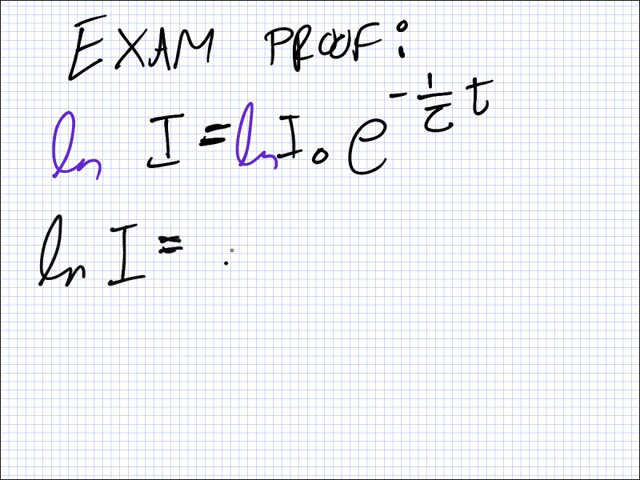 EXAM PROOF:
ln I = ln I₀ e^(-1/τ t)
ln I =